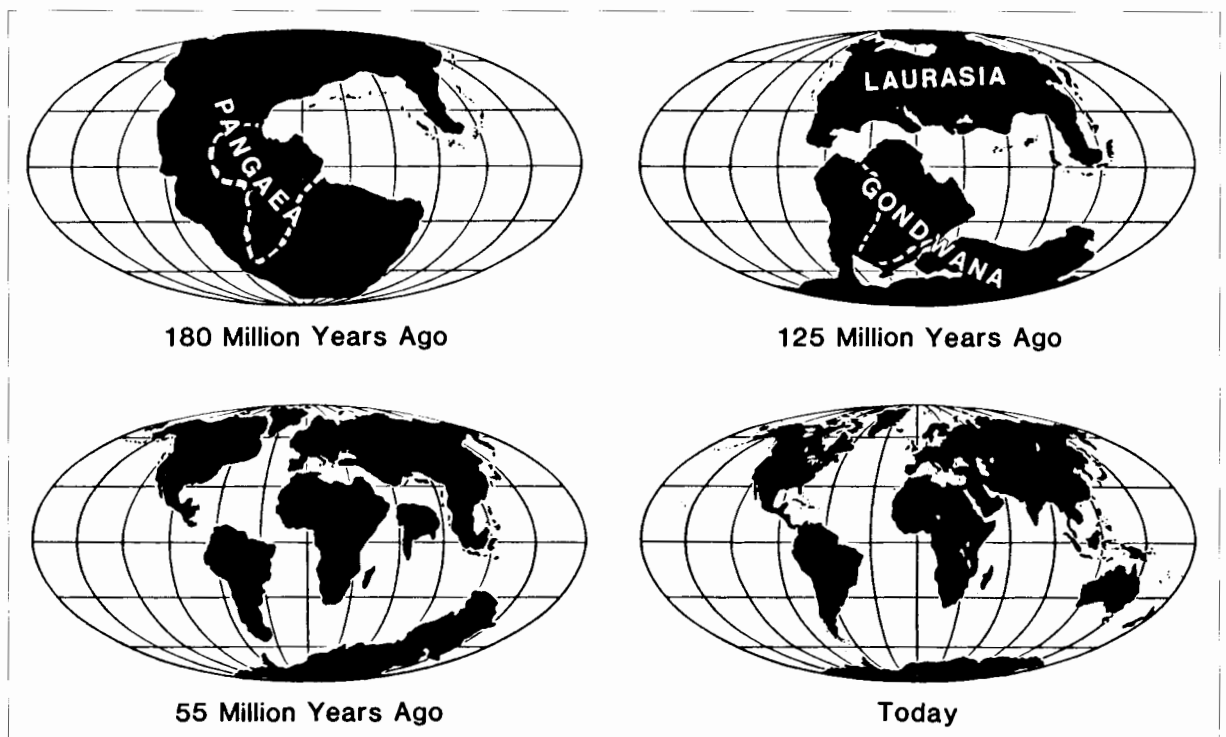 PANGAEA
180 Million Years Ago
LAURASIA
GONDWANA
125 Million Years Ago
55 Million Years Ago
Today